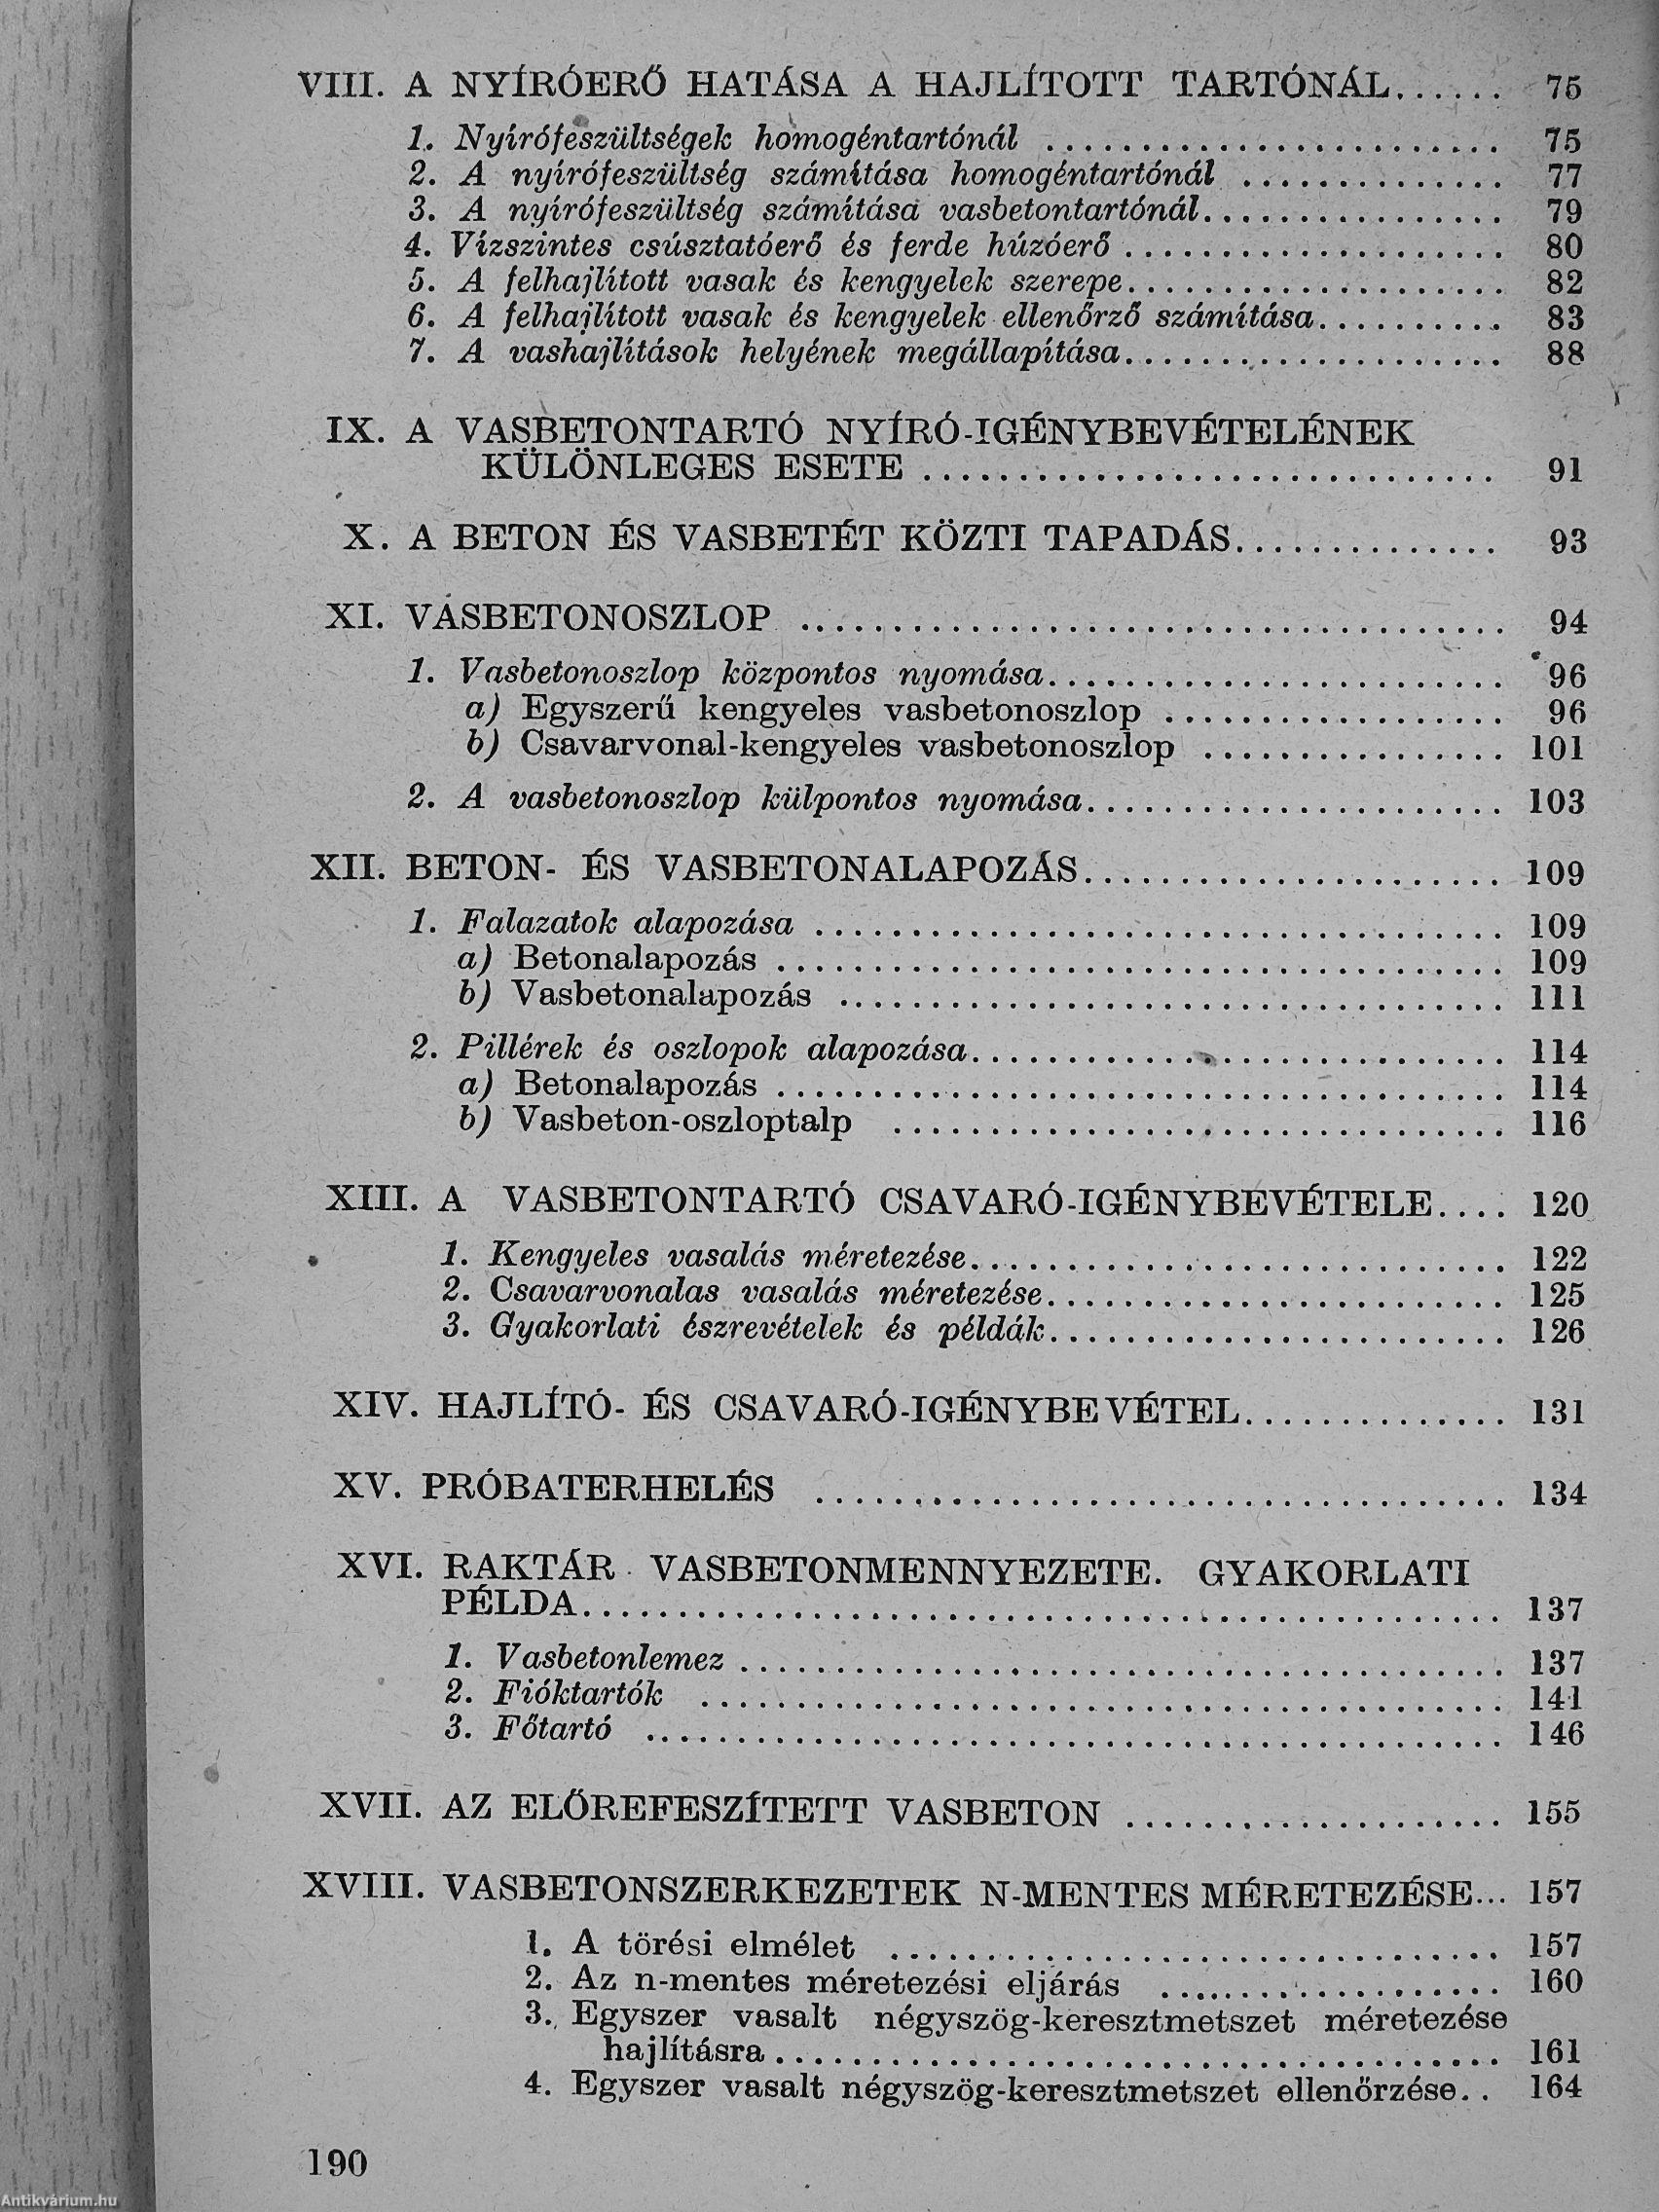 VIII. A NYÍRÓERŐ HATÁSA A HAJLÍTOTT TARTÓNÁL...... 75
1. Nyírófeszültségek homogéntartónál ........................ 75
2. A nyírófeszültség számítása homogéntartónál .............. 77
3. A nyírófeszültség számítása vasbetontartónál................ 79
4. Vízszintes csúsztatóerő és ferde húzóerő .................... 80
5. A felhajlított vasak és kengyelek szerepe.................... 82
6. A felhajlított vasak és kengyelek ellenőrző számítása.......... 83
7. A vashajlítások helyének megállapítása.................... 88
IX. A VASBETONTARTÓ NYÍRÓ-IGÉNYBEVÉTELÉNEK
KÜLÖNLEGES ESETE .............................. 91
X. A BETON ÉS VASBETÉT KÖZTI TAPADÁS.............. 93
XI. VASBETONOSZLOP ..................................... 94
1. Vasbetonoszlop központos nyomása........................ 96
a) Egyszerű kengyeles vasbetonoszlop .................. 96
b) Csavarvonal-kengyeles vasbetonoszlop ................ 101
2. A vasbetonoszlop külpontos nyomása...................... 103
XII. BETON- ÉS VASBETONALAPOZÁS...................... 109
1. Falazatok alapozása .................................... 109
a) Betonalapozás ...................................... 109
b) Vasbetonalapozás ................................... 111
2. Pillérek és oszlopok alapozása............................ 114
a) Betonalapozás ...................................... 114
b) Vasbeton-oszloptalp ................................ 116
XIII. A VASBETONTARTÓ CSAVARÓ-IGÉNYBEVÉTELE.... 120
1. Kengyeles vasalás méretezése............................ 122
2. Csavarvonalas vasalás méretezése........................ 125
3. Gyakorlati észrevételek és példák........................ 126
XIV. HAJLÍTÓ- ÉS CSAVARÓ-IGÉNYBEVÉTEL.............. 131
XV. PRÓBATERHELÉS .................................... 134
XVI. RAKTÁR VASBETONMENNYEZETE. GYAKORLATI
PÉLDA................................................ 137
1. Vasbetonlemez ........................................ 137
2. Fióktartók .......................................... 141
3. Főtartó ............................................. 146
XVII. AZ ELŐREFESZÍTETT VASBETON .................... 155
XVIII. VASBETONSZERKEZETEK N-MENTES MÉRETEZÉSE... 157
1. A törési elmélet ................................ 157
2. Az n-mentes méretezési eljárás .................. 160
3. Egyszer vasalt négyszög-keresztmetszet méretezése
hajlításra...................................... 161
4. Egyszer vasalt négyszög-keresztmetszet ellenőrzése.. 164
190
Antikvárium.hu